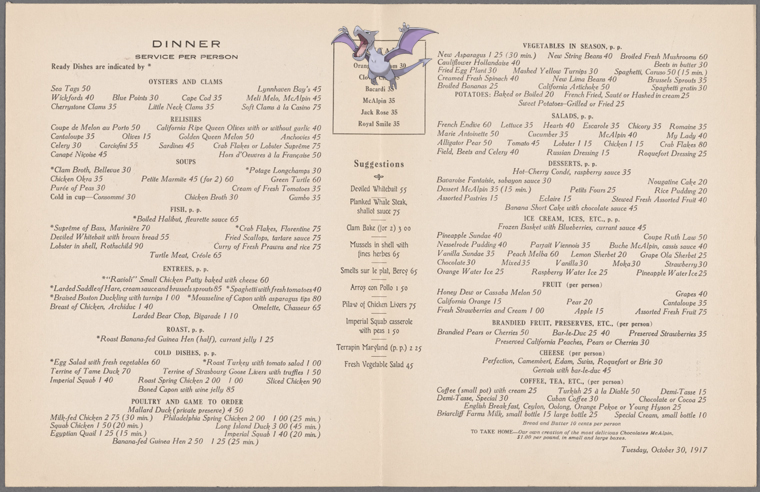 DINNER
SERVICE PER PERSON
Ready Dishes are indicated by *
OYSTERS AND CLAMS
Sea Tags 50 Lynnhaven Bay's 45
Wickfords 40 Blue Points 30 Cape Cod 35 Meli Melo, McAlpin 45
Cherrystone Clams 35 Little Neck Clams 35 Soft Clams à la Casino 75
RELISHES
Coupe de Melon au Porto 50 California Ripe Queen Olives with or without garlic 40
Cantaloupe 35 Olives 15 Golden Queen Melon 50 Anchovies 45
Celery 30 Carciofini 55 Sardines 45 Crab Flakes or Lobster Suprème 75
Canapé Niçoise 45 Hors d'Oeuvres à la Française 50
SOUPS
*Clam Broth, Bellevue 30 *Potage Longchamps 30
Chicken Okra 35 Petite Marmite 45 (for 2) 60 Green Turtle 60
Purée of Peas 30 Cream of Fresh Tomatoes 35
Cold in cup—Consommé 30 Chicken Broth 30 Gumbo 35
FISH, p. p.
*Boiled Halibut, fleurette sauce 65
*Suprème of Bass, Marinière 70 *Crab Flakes, Florentine 75
Deviled Whitebait with brown bread 55 Fried Scallops, tartare sauce 75
Lobster in shell, Rothschild 90 Curry of Fresh Prawns and rice 75
Turtle Meat, Créole 65
ENTREES, p. p.
*"Ravioli" Small Chicken Patty baked with cheese 60
*Larded Saddle of Hare, cream sauce and brussels sprouts 85 *Spaghetti with fresh tomatoes 40
*Braised Boston Duckling with turnips 1 00 *Mousseline of Capon with asparagus tips 80
Breast of Chicken, Archiduc 1 40 Omelette, Chasseur 65
Larded Bear Chop, Bigarade 1 10
ROAST, p. p.
*Roast Banana-fed Guinea Hen (half), currant jelly 1 25
COLD DISHES, p. p.
*Egg Salad with fresh vegetables 60 *Roast Turkey with tomato salad 1 00
Terrine of Tame Duck 70 Terrine of Strasbourg Goose Livers with truffles 1 50
Imperial Squab 1 40 Roast Spring Chicken 2 00 1 00 Sliced Chicken 90
Boned Capon with wine jelly 85
POULTRY AND GAME TO ORDER
Mallard Duck (private preserve) 4 50
Milk-fed Chicken 2 75 (30 min.) Philadelphia Spring Chicken 2 00 1 00 (25 min.)
Squab Chicken 1 50 (20 min.) Long Island Duck 3 00 (45 min.)
Egyptian Quail 1 25 (15 min.) Imperial Squab 1 40 (20 min.)
Banana-fed Guinea Hen 2 50 1 25 (25 min.)
Bacardi 35
McAlpin 35
Jack Rose 35
Royal Smile 35
Suggestions
Deviled Whitebait 55
Planked Whale Steak,
shallot sauce 75
Clam Bake (for 2) 3 00
Mussels in shell with
fines herbes 65
Smelts sur le plat, Bercy 65
Arroz con Pollo 1 50
Pilaw of Chicken Livers 75
Imperial Squab casserole
with peas 1 50
Terrapin Maryland (p. p.) 2 25
Fresh Vegetable Salad 45
VEGETABLES IN SEASON, p. p.
New Asparagus 1 25 (30 min.) New String Beans 40 Broiled Fresh Mushrooms 60
Cauliflower Hollandaise 40 Beets in butter 30
Fried Egg Plant 30 Mashed Yellow Turnips 30 Spaghetti, Caruso 50 (15 min.)
Creamed Fresh Spinach 40 New Lima Beans 40 Brussels Sprouts 35
Broiled Bananas 25 California Artichoke 50 Spaghetti gratin 30
POTATOES: Baked or Boiled 20 French Fried, Sauté or Hashed in cream 25
Sweet Potatoes-Grilled or Fried 25
SALADS, p. p.
French Endive 60 Lettuce 35 Hearts 40 Escarole 35 Chicory 35 Romaine 35
Marie Antoinette 50 Cucumber 35 McAlpin 40 My Lady 40
Alligator Pear 50 Tomato 45 Lobster 1 15 Chicken 1 15 Crab Flakes 80
Field, Beets and Celery 40 Russian Dressing 15 Roquefort Dressing 25
DESSERTS, p. p.
Hot-Cherry Condé, raspberry sauce 35
Bavaroise Fantaisie, sabayon sauce 30 Nougatine Cake 20
Dessert McAlpin 35 (15 min.) Petits Fours 25 Rice Pudding 20
Assorted Pastries 15 Eclaire 15 Stewed Fresh Assorted Fruit 40
Banana Short Cake with chocolate sauce 45
ICE CREAM, ICES, ETC., p. p.
Frozen Basket with Blueberries, currant sauce 45
Pineapple Sundae 40 Coupe Ruth Law 50
Nesselrode Pudding 40 Parfait Viennois 35 Buche McAlpin, cassis sauce 40
Vanilla Sundae 35 Peach Melba 60 Lemon Sherbet 20 Grape Ola Sherbet 25
Chocolate 30 Mixed 35 Vanilla 30 Moka 30 Strawberry 30
Orange Water Ice 25 Raspberry Water Ice 25 Pineapple Water Ice 25
FRUIT (per person)
Honey Dew or Cassaba Melon 50 Grapes 40
California Orange 15 Pear 20 Cantaloupe 35
Fresh Strawberries and Cream 1 00 Apple 15 Assorted Fresh Fruit 75
BRANDIED FRUIT, PRESERVES, ETC., (per person)
Brandied Pears or Cherries 50 Bar-le-Duc 25 40 Preserved Strawberries 35
Preserved California Peaches, Pears or Cherries 30
CHEESE (per person)
Perfection, Camembert, Edam, Swiss, Roquefort or Brie 30
Gervais with bar-le-duc 45
COFFEE, TEA, ETC., (per person)
Coffee (small pot) with cream 25 Turkish 25 à la Diable 50 Demi-Tasse 15
Demi-Tasse, Special 30 Cuban Coffee 30 Chocolate or Cocoa 25
English Breakfast, Ceylon, Oolong, Orange Pekoe or Young Hyson 25
Briarcliff Farms Milk, small bottle 15 large bottle 25 Special Cream, small bottle 10
Bread and Butter 10 cents per person
TO TAKE HOME—Our own creation of the most delicious Chocolates McAlpin,
$1.00 per pound, in small and large boxes.
Tuesday, October 30, 1917